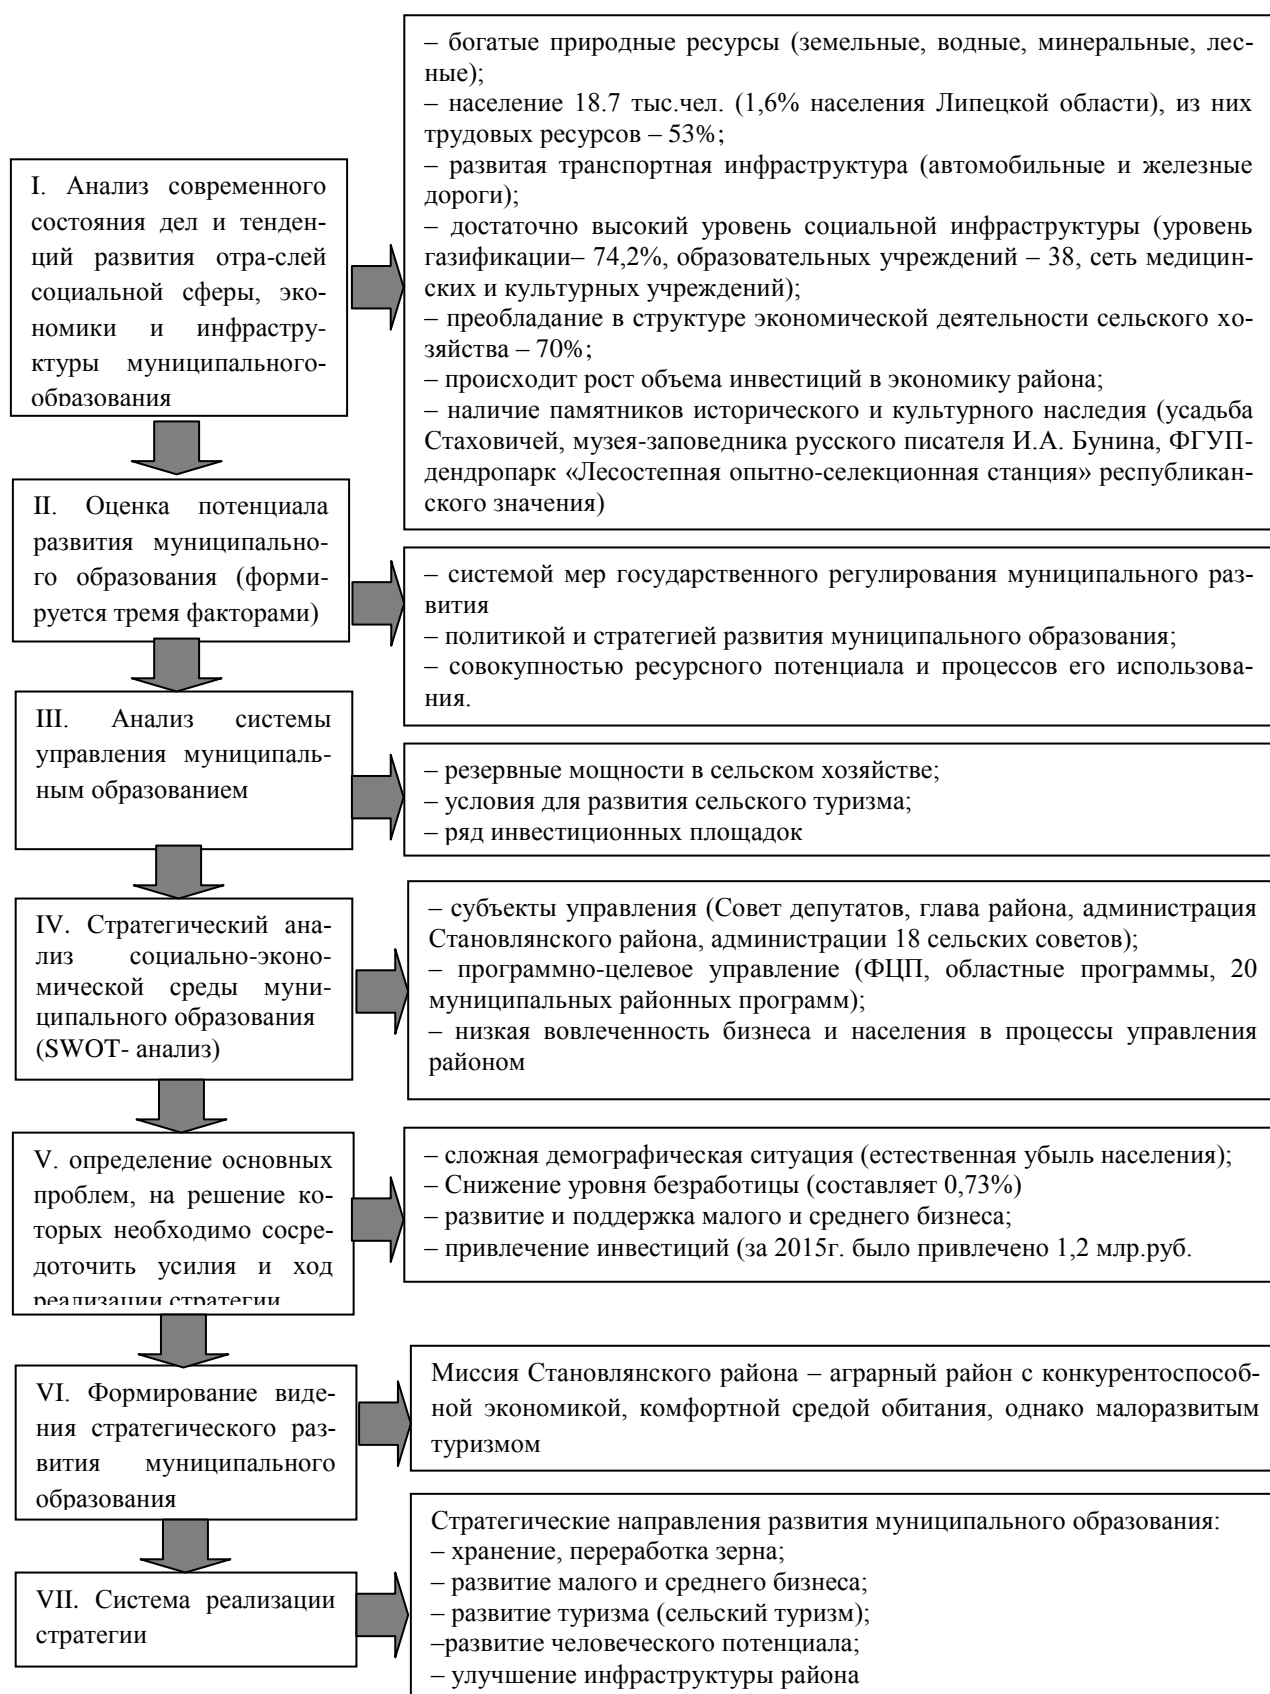 – богатые природные ресурсы (земельные, водные, минеральные, лес-
ные);
– население 18.7 тыс.чел. (1,6% населения Липецкой области), из них
трудовых ресурсов – 53%;
– развитая транспортная инфраструктура (автомобильные и железные
дороги);
– достаточно высокий уровень социальной инфраструктуры (уровень
газификации– 74,2%, образовательных учреждений – 38, сеть медицин-
ских и культурных учреждений);
– преобладание в структуре экономической деятельности сельского хо-
зяйства – 70%;
– происходит рост объема инвестиций в экономику района;
– наличие памятников исторического и культурного наследия (усадьба
Стаховичей, музея-заповедника русского писателя И.А. Бунина, ФГУП-
дендропарк «Лесостепная опытно-селекционная станция» республикан-
ского значения)
I. Анализ современного
состояния дел и тенден-
ций развития отра-слей
социальной сферы, эко-
номики и инфраструк-
ктуры муниципального-
образования
II. Оценка потенциала
развития муниципально-
го образования (форми-
руется тремя факторами)
– системой мер государственного регулирования муниципального раз-
вития
– политикой и стратегией развития муниципального образования;
– совокупностью ресурсного потенциала и процессов его использова-
ния.
III. Анализ системы
управления муниципаль-
ным образованием
– резервные мощности в сельском хозяйстве;
– условия для развития сельского туризма;
– ряд инвестиционных площадок
IV. Стратегический ана-
лиз социально-эконо-
мической среды муни-
ципального образования
(SWOT- анализ)
– субъекты управления (Совет депутатов, глава района, администрация
Становлянского района, администрации 18 сельских советов);
– программно-целевое управление (ФЦП, областные программы, 20
муниципальных районных программ);
– низкая вовлеченность бизнеса и населения в процессы управления
районом
V. определение основных
проблем, на решение ко-
торых необходимо сосре-
доточить усилия и ход
реализации стратегии
– сложная демографическая ситуация (естественная убыль населения);
– Снижение уровня безработицы (составляет 0,73%)
– развитие и поддержка малого и среднего бизнеса;
– привлечение инвестиций (за 2015г. было привлечено 1,2 млр.руб.
VI. Формирование виде-
ния стратегического раз-
вития муниципального
образования
Миссия Становлянского района – аграрный район с конкурентоспособ-
ной экономикой, комфортной средой обитания, однако малоразвитым
туризмом
VII. Система реализации
стратегии
Стратегические направления развития муниципального образования:
– хранение, переработка зерна;
– развитие малого и среднего бизнеса;
– развитие туризма (сельский туризм);
–развитие человеческого потенциала;
– улучшение инфраструктуры района